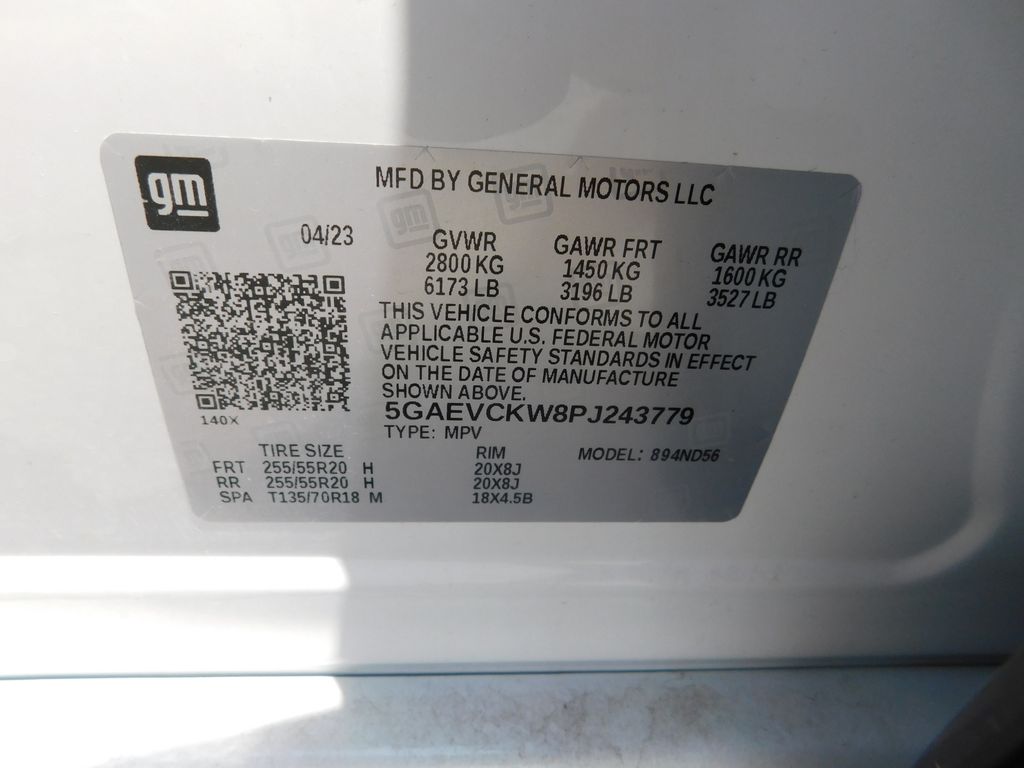 gm
MFD BY GENERAL MOTORS LLC
04/23
GVWR
2800 KG
6173 LB
GAWR FRT
1450 KG
3196 LB
GAWR RR
1600 KG
3527 LB
THIS VEHICLE CONFORMS TO ALL
APPLICABLE U.S. FEDERAL MOTOR
VEHICLE SAFETY STANDARDS IN EFFECT
ON THE DATE OF MANUFACTURE
SHOWN ABOVE.
5GAEVCKW8PJ243779
TYPE: MPV
140X
TIRE SIZE RIM MODEL: 894ND56
FRT 255/55R20 H 20X8J
RR 255/55R20 H 20X8J
SPA T135/70R18 M 18X4.5B